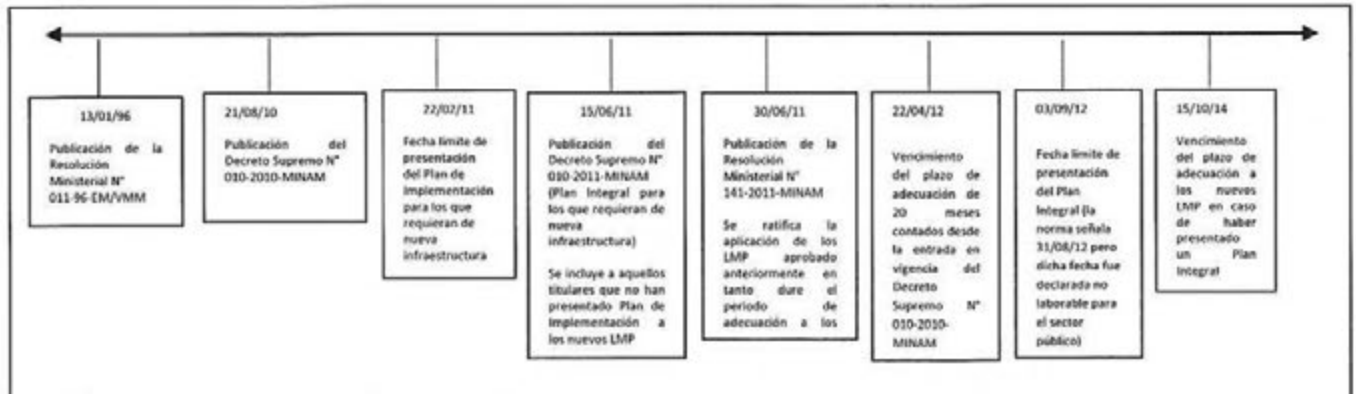 13/01/96
Publicación de la
Resolución
Ministerial N°
011-96-EM/VMM
21/08/10
Publicación del
Decreto Supremo N°
010-2010-MINAM
22/02/11
Fecha limite de
presentación
del Plan de
Implementación
para los que
requieran de
nueva
infraestructura
15/06/11
Publicación del
Decreto Supremo N°
010-2011-MINAM
(Plan Integral para
los que requieran de
nueva
infraestructura)
Se incluye a aquellos
titulares que no han
presentado Plan de
Implementación a
los nuevos LMP
30/06/11
Publicación de la
Resolución
Ministerial N°
141-2011-MINAM
Se ratifica la
aplicación de los
LMP aprobado
anteriormente en
tanto dure el
periodo de
adecuación a los
22/04/12
Vencimiento
del plazo de
adecuación de
20 meses
contados desde
la entrada en
vigencia del
Decreto
Supremo N°
010-2010-
MINAM
03/09/12
Fecha limite de
presentación
del Plan
Integral (la
norma señala
31/08/12 pero
dicha fecha fue
declarada no
laborable para
el sector
público)
15/10/14
Vencimiento
del plazo de
adecuación a
los nuevos
LMP en caso
de haber
presentado
un Plan
Integral